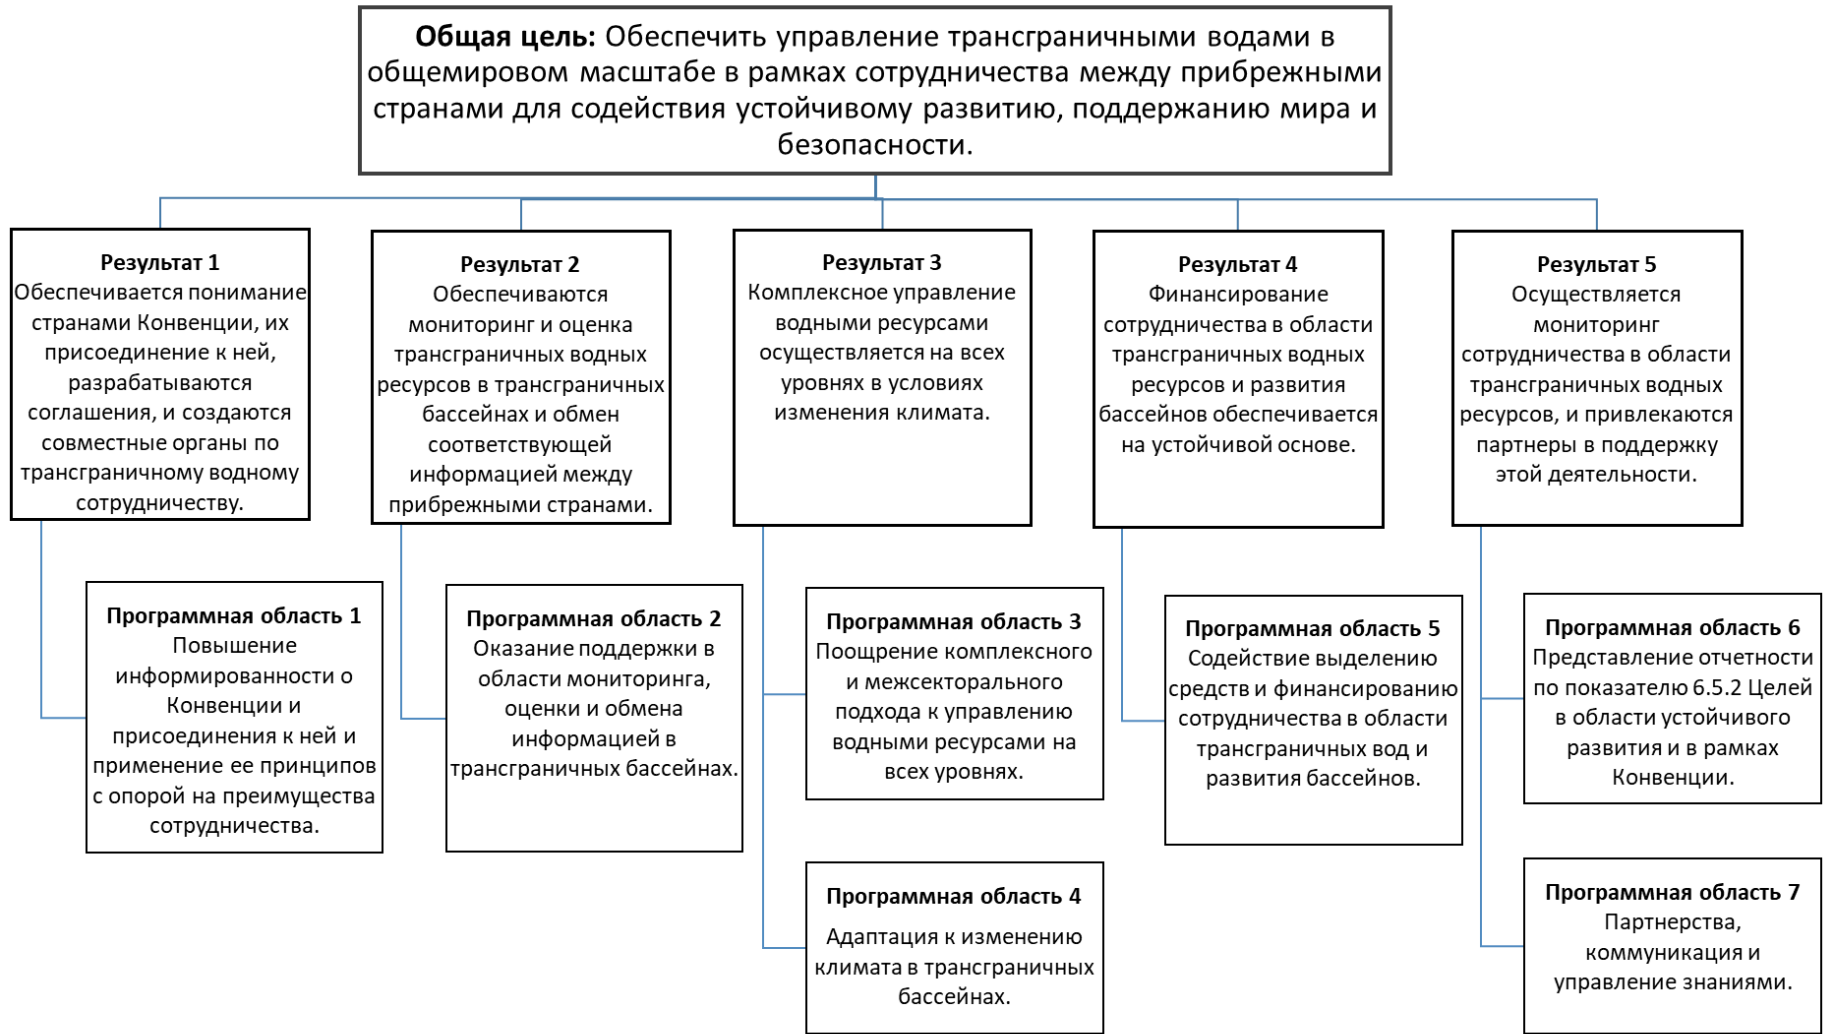 Общая цель: Обеспечить управление трансграничными водами в
общемировом масштабе в рамках сотрудничества между прибрежными
странами для содействия устойчивому развитию, поддержанию мира и
безопасности.
Результат 1
Обеспечивается понимание
странами Конвенции, их
присоединение к ней,
разрабатываются
соглашения, и создаются
совместные органы по
трансграничному водному
сотрудничеству.
Результат 2
Обеспечиваются
мониторинг и оценка
трансграничных водных
ресурсов в трансграничных
бассейнах и обмен
соответствующей
информацией между
прибрежными странами.
Результат 3
Комплексное управление
водными ресурсами
осуществляется на всех
уровнях в условиях
изменения климата.
Результат 4
Финансирование
сотрудничества в области
трансграничных водных
ресурсов и развития
бассейнов обеспечивается
на устойчивой основе.
Результат 5
Осуществляется
мониторинг
сотрудничества в области
трансграничных водных
ресурсов, и привлекаются
партнеры в поддержку
этой деятельности.
Программная область 1
Повышение
информированности о
Конвенции и
присоединения к ней и
применение ее принципов
с опорой на преимущества
сотрудничества.
Программная область 2
Оказание поддержки в
области мониторинга,
оценки и обмена
информацией в
трансграничных бассейнах.
Программная область 3
Поощрение комплексного
и межсекторального
подхода к управлению
водными ресурсами на
всех уровнях.
Программная область 4
Адаптация к изменению
климата в трансграничных
бассейнах.
Программная область 5
Содействие выделению
средств и финансированию
сотрудничества в области
трансграничных вод и
развития бассейнов.
Программная область 6
Представление отчетности
по показателю 6.5.2 Целей
в области устойчивого
развития и в рамках
Конвенции.
Программная область 7
Партнерства,
коммуникация и
управление знаниями.